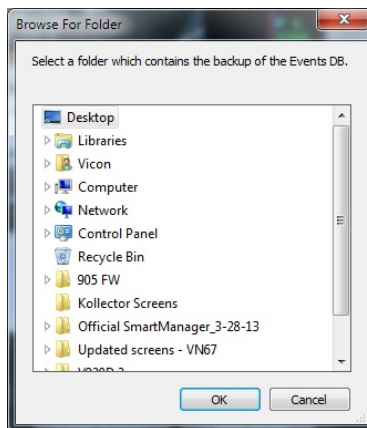 Browse For Folder
Select a folder which contains the backup of the Events DB.
Desktop
Libraries
Vicon
Computer
Network
Control Panel
Recycle Bin
905 FW
Kollector Screens
Official SmartManager_3-28-13
Updated screens - VN67
OK
Cancel